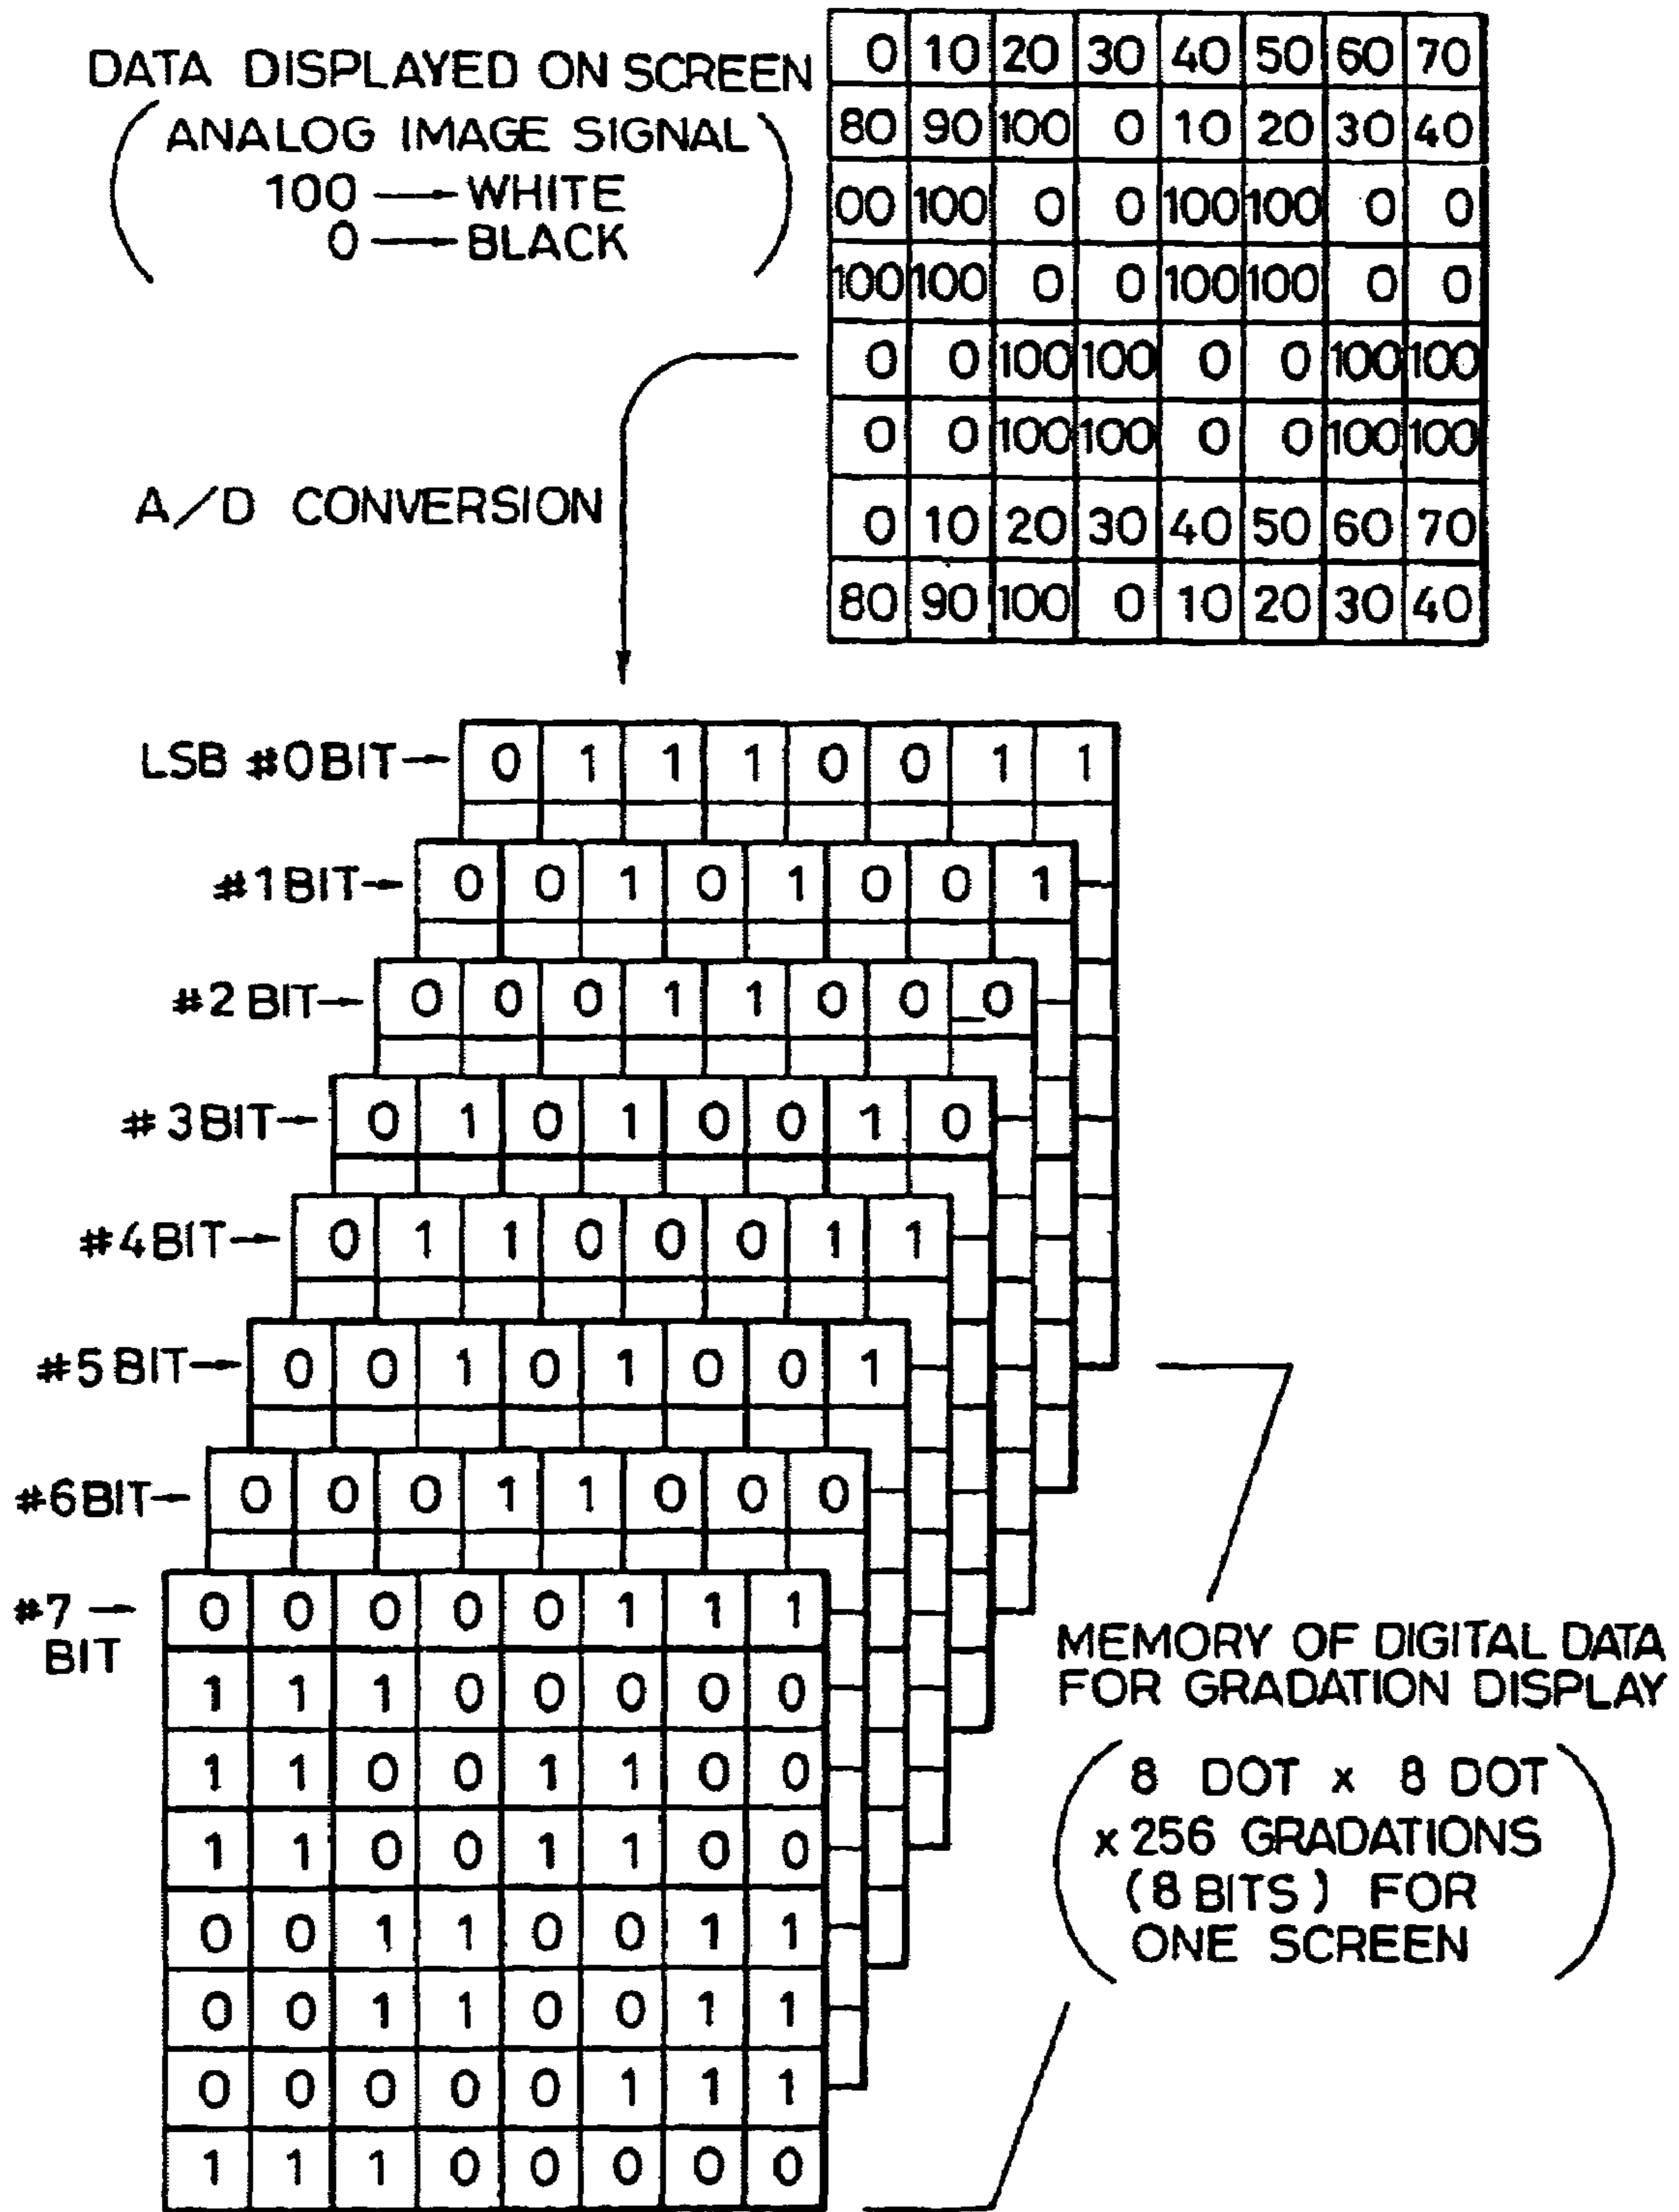 DATA DISPLAYED ON SCREEN
ANALOG IMAGE SIGNAL
100 → WHITE
0 → BLACK
0 10 20 30 40 50 60 70
80 90 100 0 10 20 30 40
00 100 0 0 100 100 0 0
100 100 0 0 100 100 0 0
0 0 100 100 0 0 100 100
0 0 100 100 0 0 100 100
0 10 20 30 40 50 60 70
80 90 100 0 10 20 30 40
A/D CONVERSION
LSB #0BIT→ 0 1 1 1 0 0 1 1
#1BIT→ 0 0 1 0 1 0 0 1
#2 BIT→ 0 0 0 1 1 0 0 0
#3BIT→ 0 1 0 1 0 0 1 0
#4BIT→ 0 1 1 0 0 0 1 1
#5BIT→ 0 0 1 0 1 0 0 1
#6BIT→ 0 0 0 1 1 0 0 0
#7→
BIT
0 0 0 0 0 1 1 1
1 1 1 0 0 0 0 0
1 1 0 0 1 1 0 0
1 1 0 0 1 1 0 0
0 0 1 1 0 0 1 1
0 0 1 1 0 0 1 1
0 0 0 0 0 1 1 1
1 1 1 0 0 0 0 0
MEMORY OF DIGITAL DATA
FOR GRADATION DISPLAY
8 DOT x 8 DOT
x 256 GRADATIONS
(8 BITS) FOR
ONE SCREEN